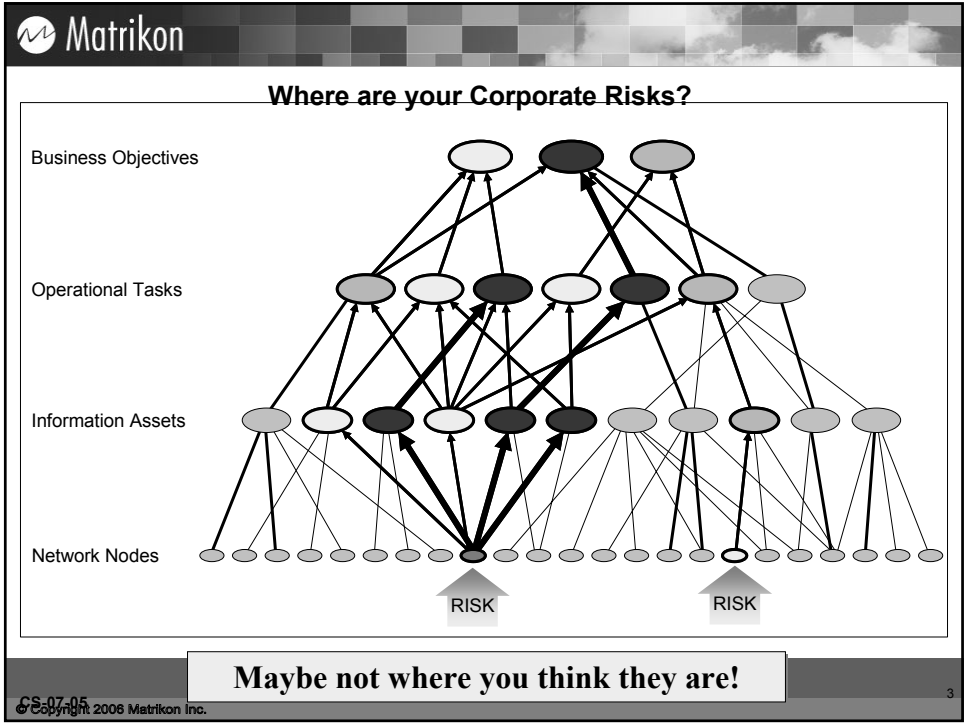 Matrikon
Where are your Corporate Risks?
Business Objectives
Operational Tasks
Information Assets
Network Nodes
RISK
RISK
Maybe not where you think they are!
3
CS-07-05
© Copyright 2006 Matrikon Inc.